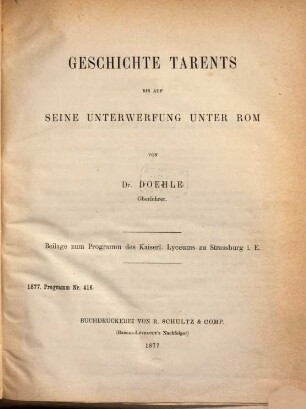 GESCHICHTE TARENTS
BIS AUF
SEINE UNTERWERFUNG UNTER ROM
VON
Dr. DOEHLE
Oberlehrer.
Beilage zum Programm des Kaiserl. Lyceums zu Strassburg i. E.
1877. Programm Nr. 416
BUCHDRUCKEREI VON R. SCHULTZ & COMP.
(Berger-Levrault's Nachfolger)
1877